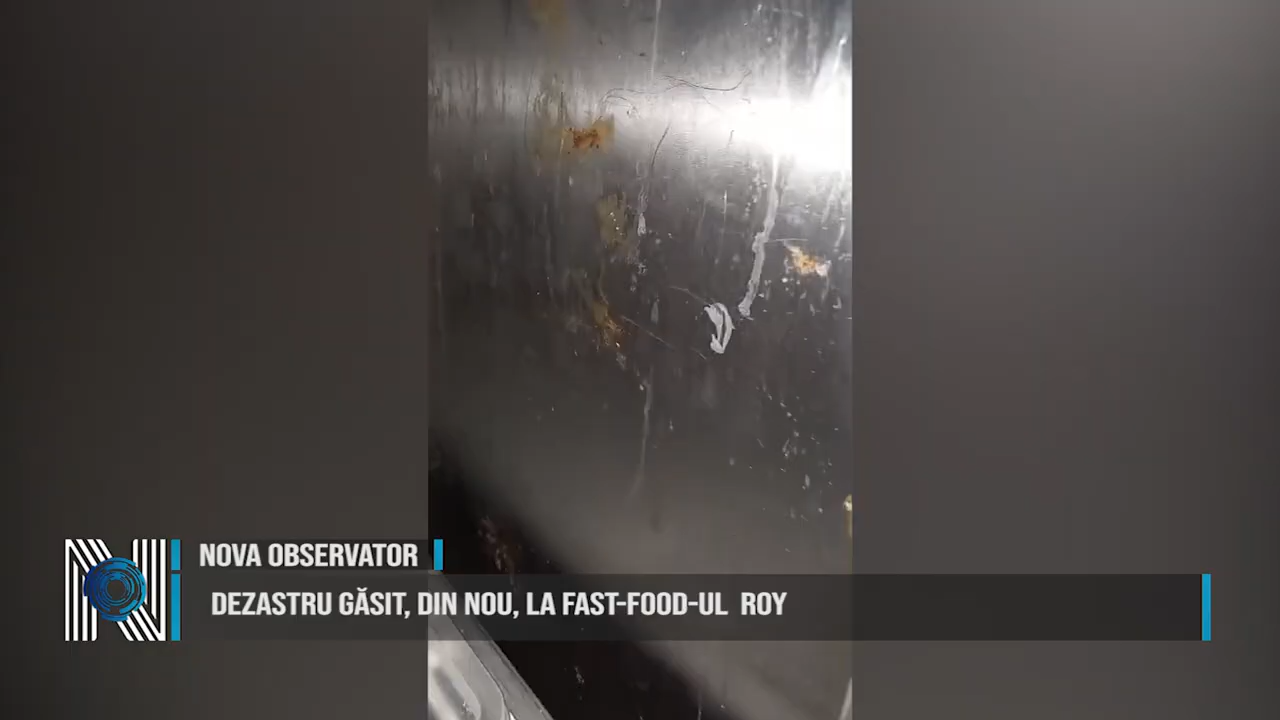 NOVA OBSERVATOR
DEZASTRU GĂSIT, DIN NOU, LA FAST-FOOD-UL ROY